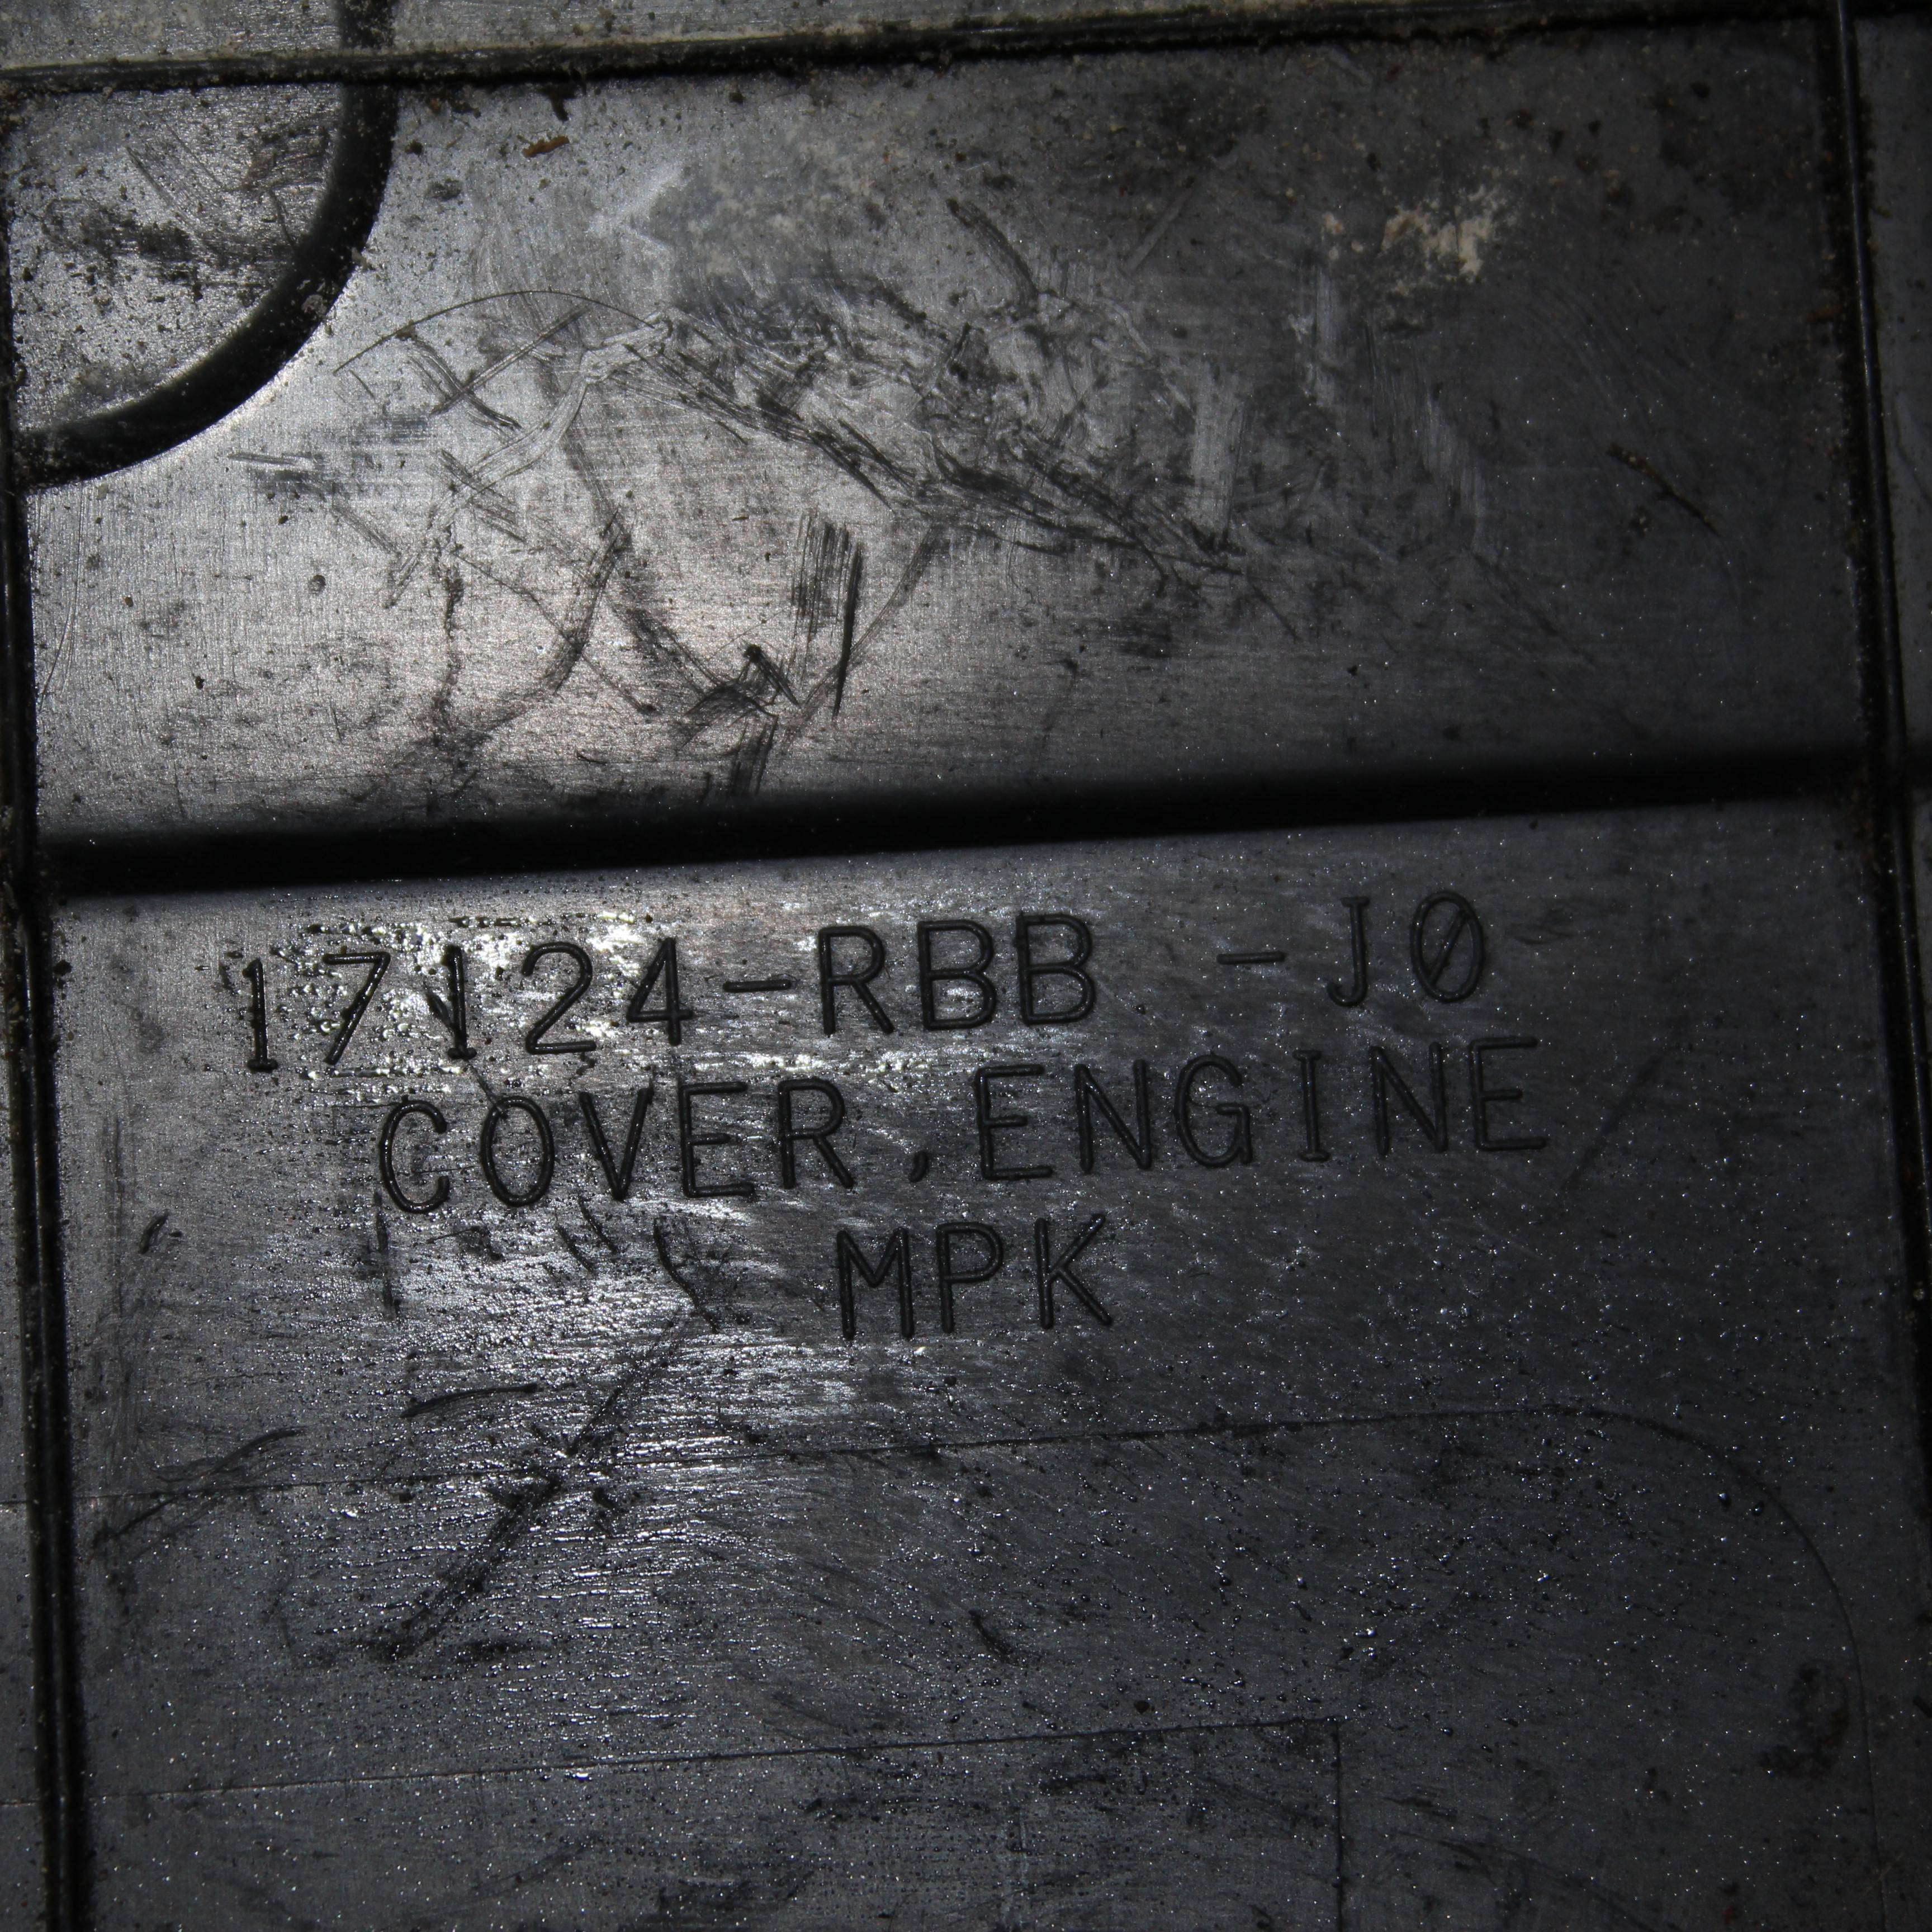 17124-RBB -J0
COVER,ENGINE
MPK